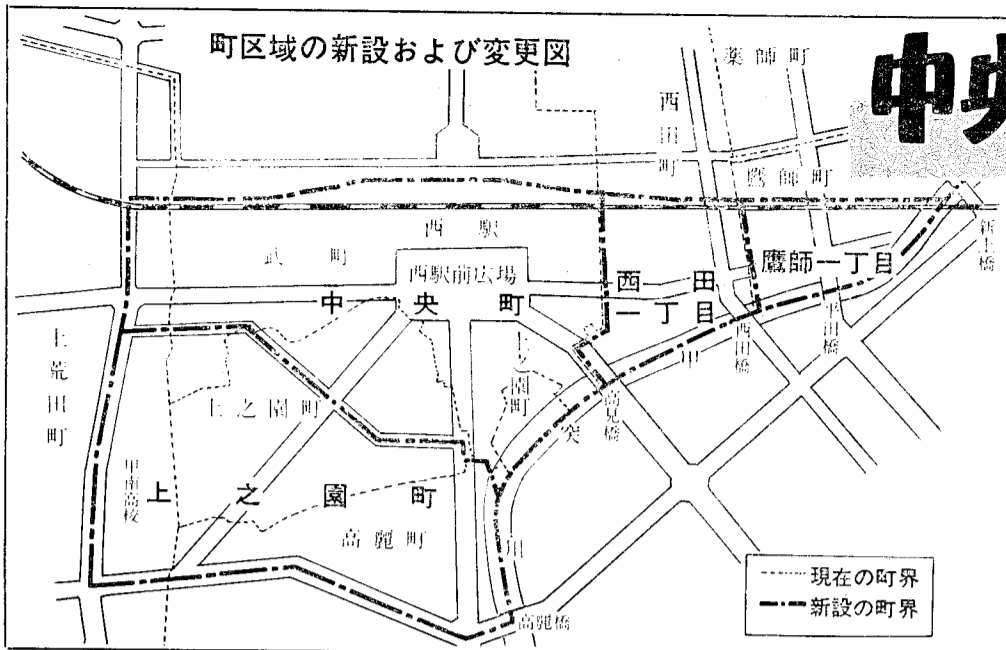 町区域の新設および変更図
中央
薬師町
西田町
鷹師町
西駅
武町
西駅前広場
中央町
西田一丁目
鷹師一丁目
新上橋
平田橋
西田橋
高見橋
甲突川
上之園町
上荒田町
上之園町
甲南高校
上之園町
高麗町
高麗橋
現在の町界
新設の町界